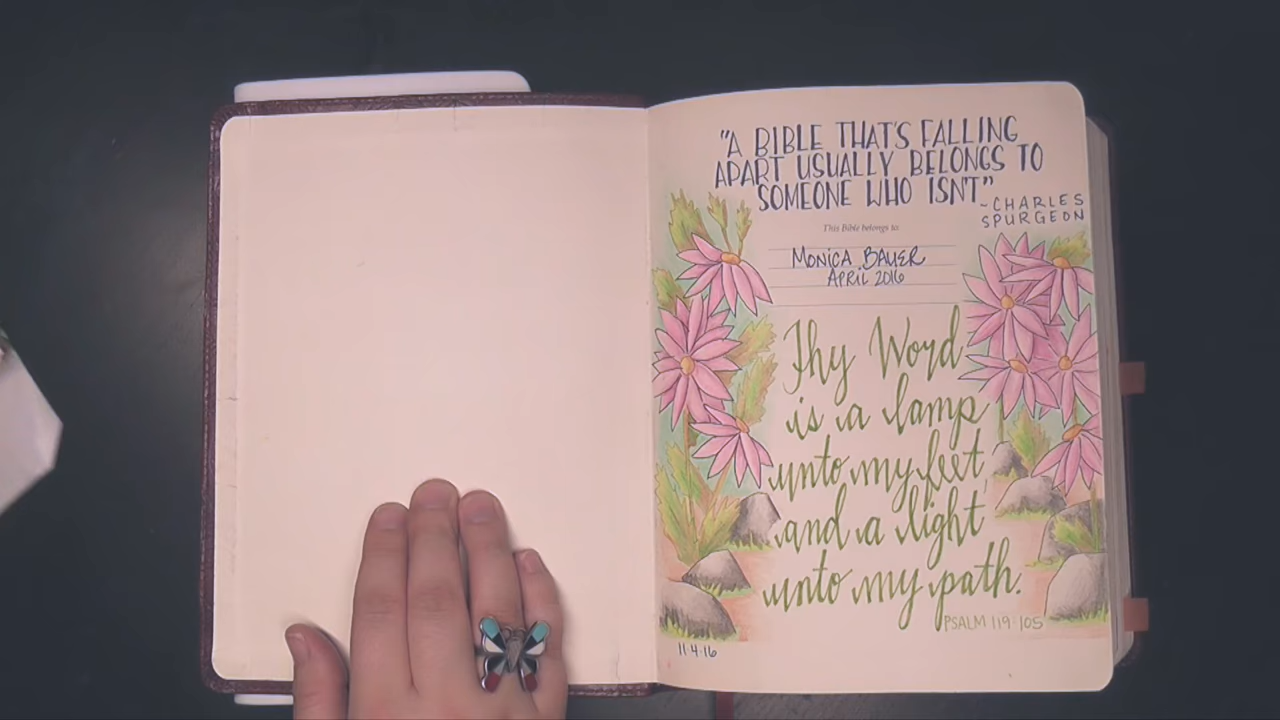 "A BIBLE THAT'S FALLING
APART USUALLY BELONGS TO
SOMEONE WHO ISN'T"
~CHARLES
SPURGEON
This Bible belongs to:
MONICA BAUER
APRIL 2016
Thy Word
is a lamp
unto my feet,
and a light
unto my path.
PSALM 119:105
11·4·16